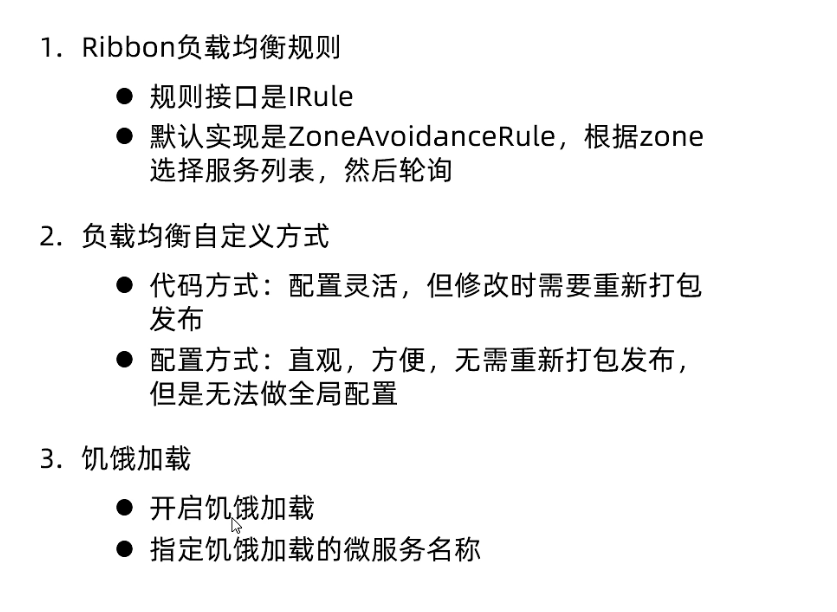 1. Ribbon负载均衡规则
● 规则接口是IRule
● 默认实现是ZoneAvoidanceRule，根据zone
选择服务列表，然后轮询
2. 负载均衡自定义方式
● 代码方式：配置灵活，但修改时需要重新打包
发布
● 配置方式：直观，方便，无需重新打包发布，
但是无法做全局配置
3. 饥饿加载
● 开启饥饿加载
● 指定饥饿加载的微服务名称